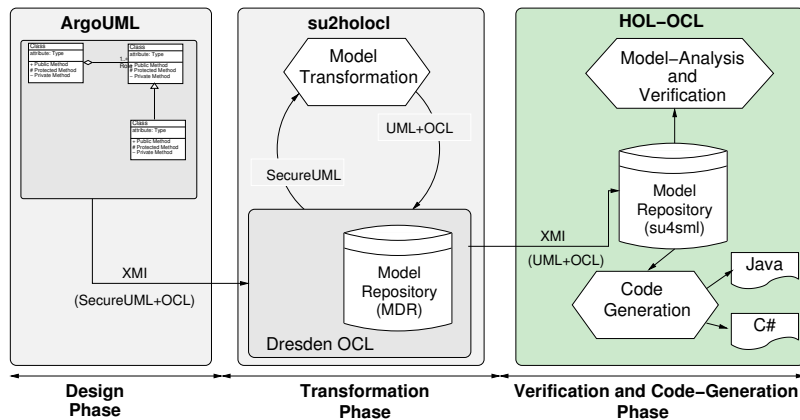 ArgoUML
Class
attribute: Type
+ Public Method
# Protected Method
− Private Method
1..*
Role
Class
attribute: Type
+ Public Method
# Protected Method
− Private Method
Class
attribute: Type
+ Public Method
# Protected Method
− Private Method
XMI
(SecureUML+OCL)
su2holocl
Model
Transformation
UML+OCL
SecureUML
Model
Repository
(MDR)
Dresden OCL
HOL−OCL
Model−Analysis
and
Verification
XMI
(UML+OCL)
Model
Repository
(su4sml)
Code
Generation
Java
C#
Design
Phase
Transformation
Phase
Verification and Code−Generation
Phase